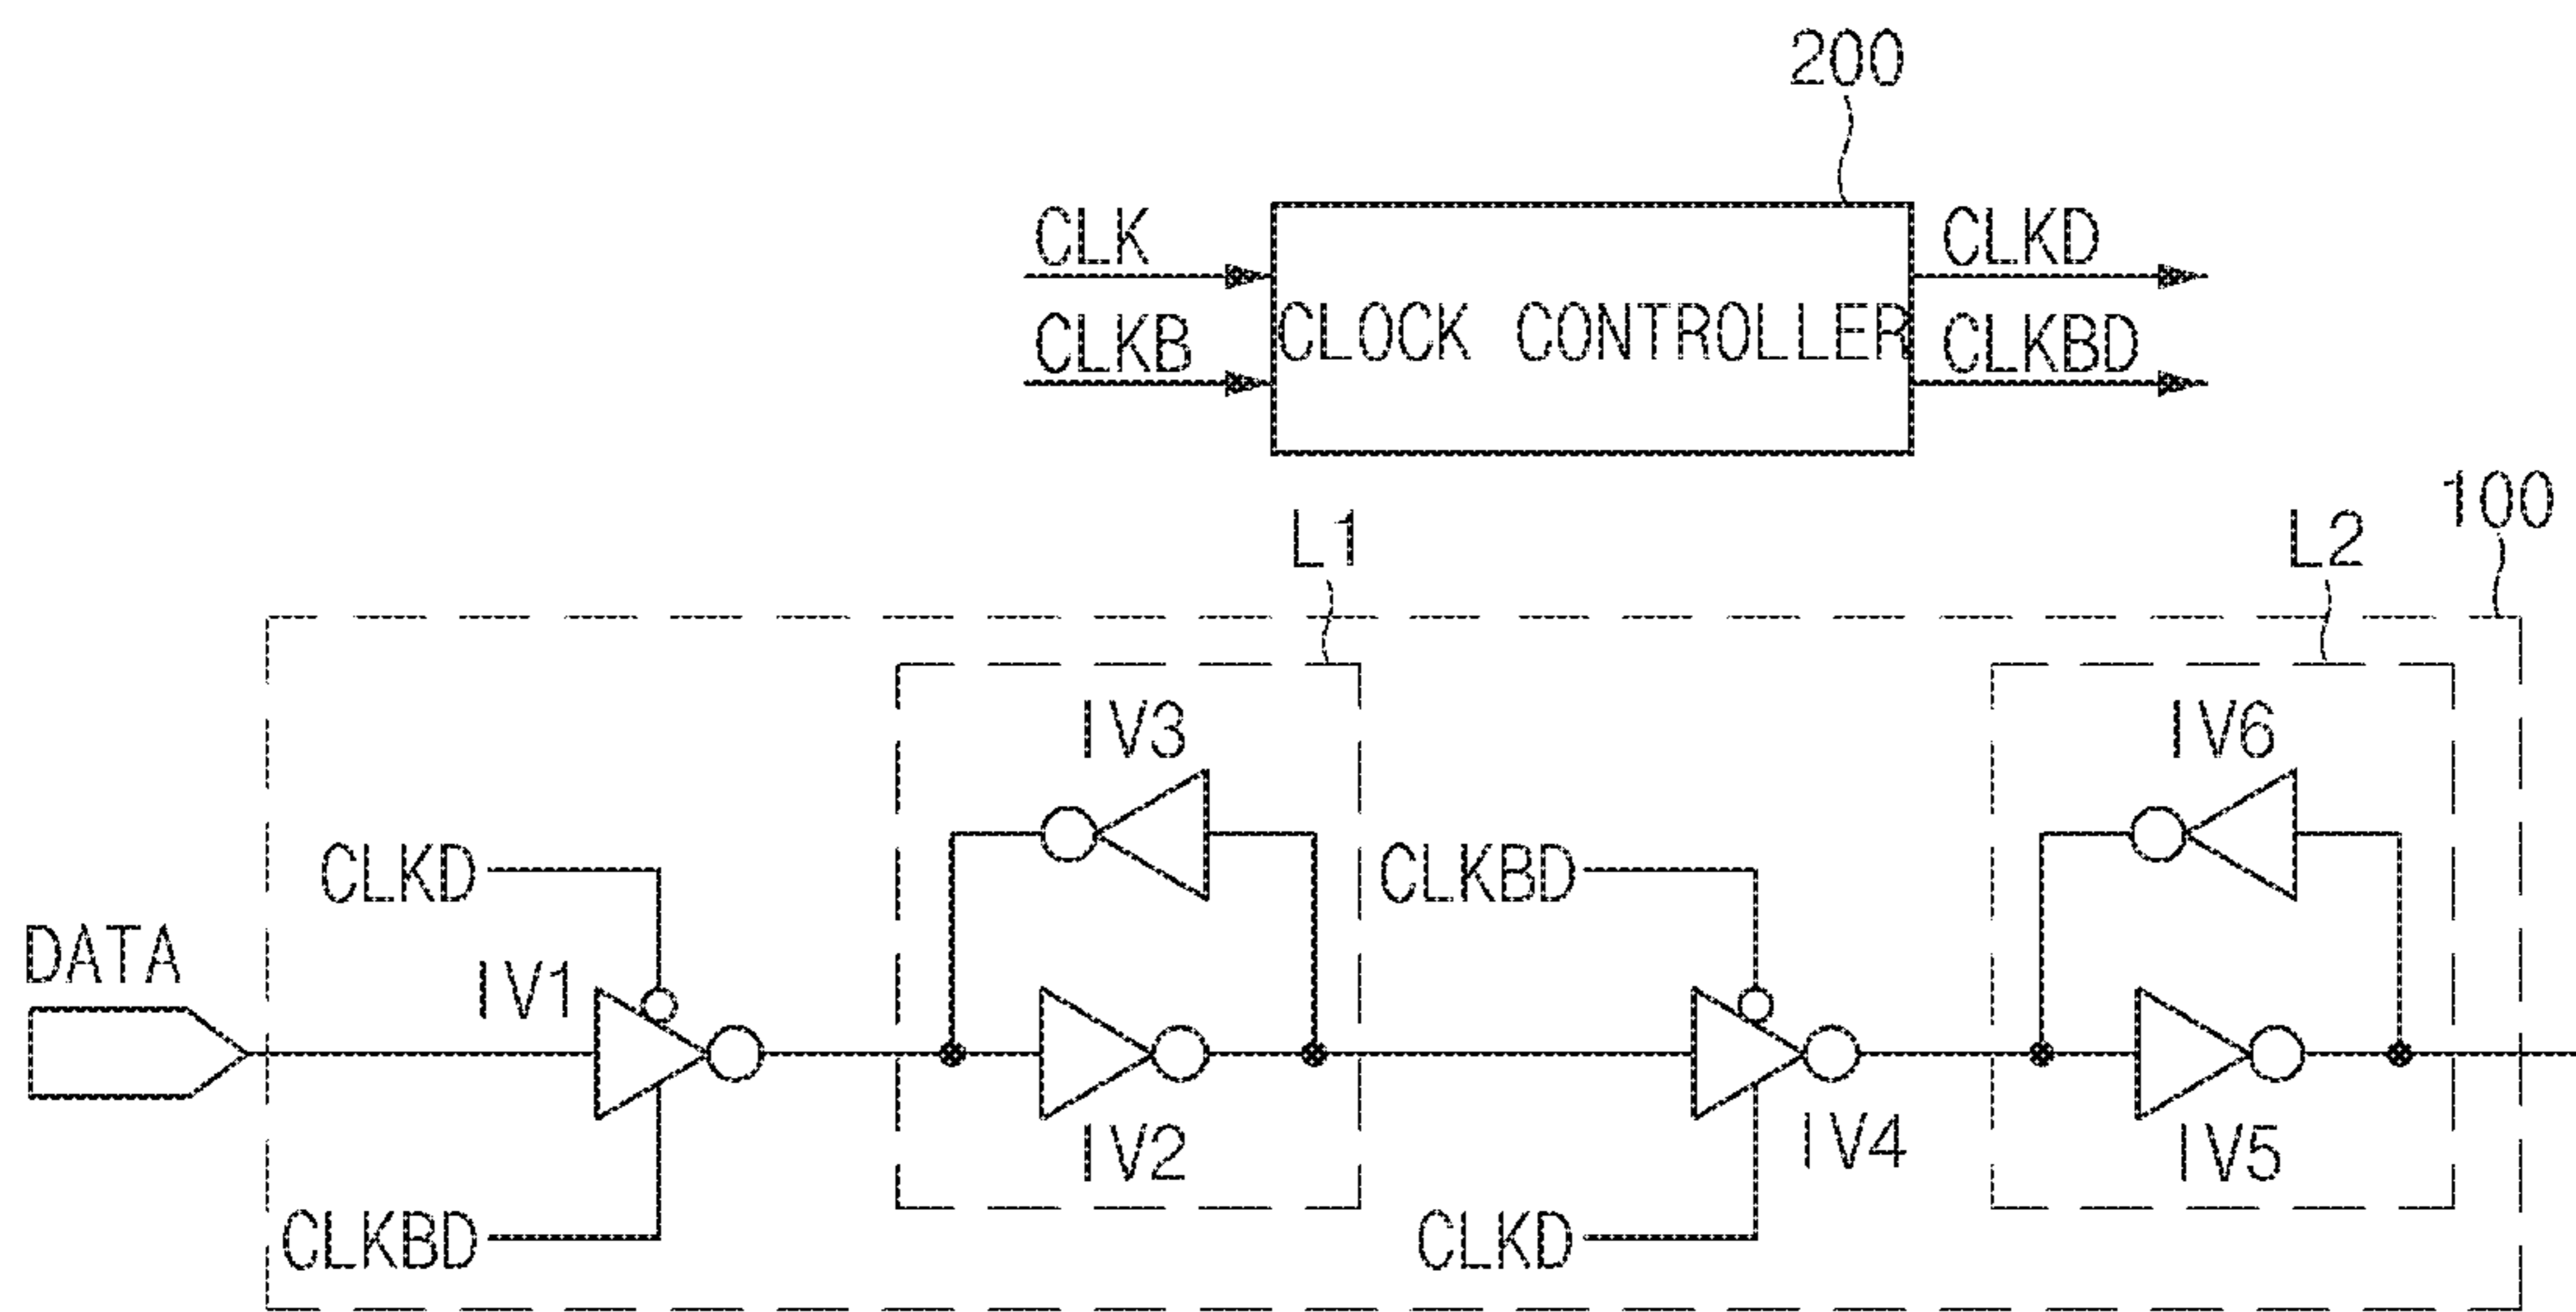 200
CLK
CLKD
CLOCK CONTROLLER
CLKB
CLKBD
100
L1
L2
IV3
IV6
CLKD
CLKBD
DATA
IV1
IV2
IV4
IV5
CLKBD
CLKD